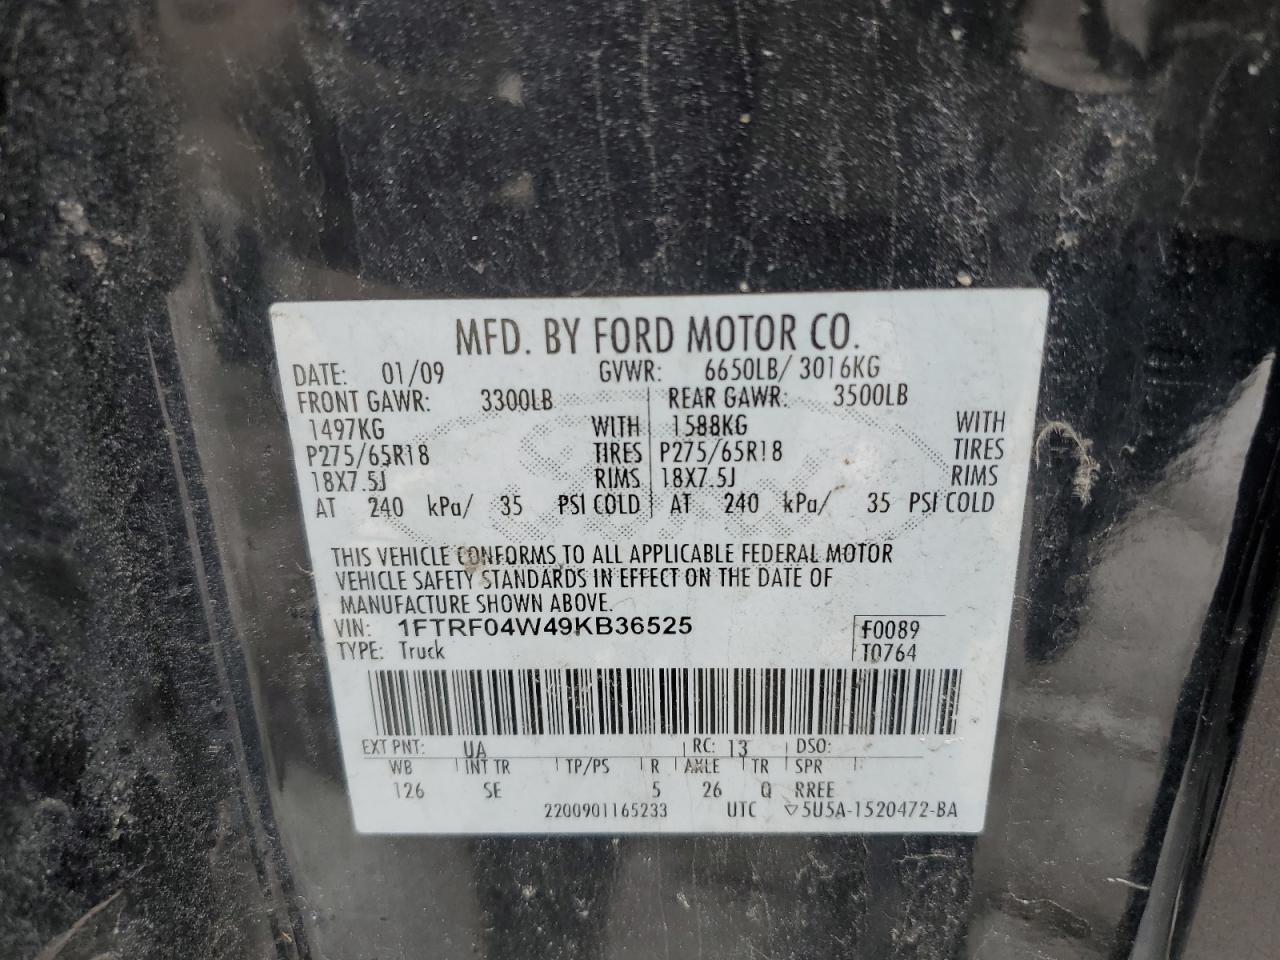 MFD. BY FORD MOTOR CO.
DATE: 01/09 GVWR: 6650LB/ 3016KG
FRONT GAWR: 3300LB REAR GAWR: 3500LB
1497KG WITH 1588KG WITH
P275/65R18 TIRES P275/65R18 TIRES
18X7.5J RIMS 18X7.5J RIMS
AT 240 kPa/ 35 PSI COLD AT 240 kPa/ 35 PSI COLD
THIS VEHICLE CONFORMS TO ALL APPLICABLE FEDERAL MOTOR
VEHICLE SAFETY STANDARDS IN EFFECT ON THE DATE OF
MANUFACTURE SHOWN ABOVE.
VIN: 1FTRF04W49KB36525 F0089
TYPE: Truck T0764
EXT PNT: UA RC: 13 DSO:
WB INT TR TP/PS R AXLE TR SPR
126 SE 5 26 Q RREE
2200901165233 UTC ▽5U5A-1520472-BA